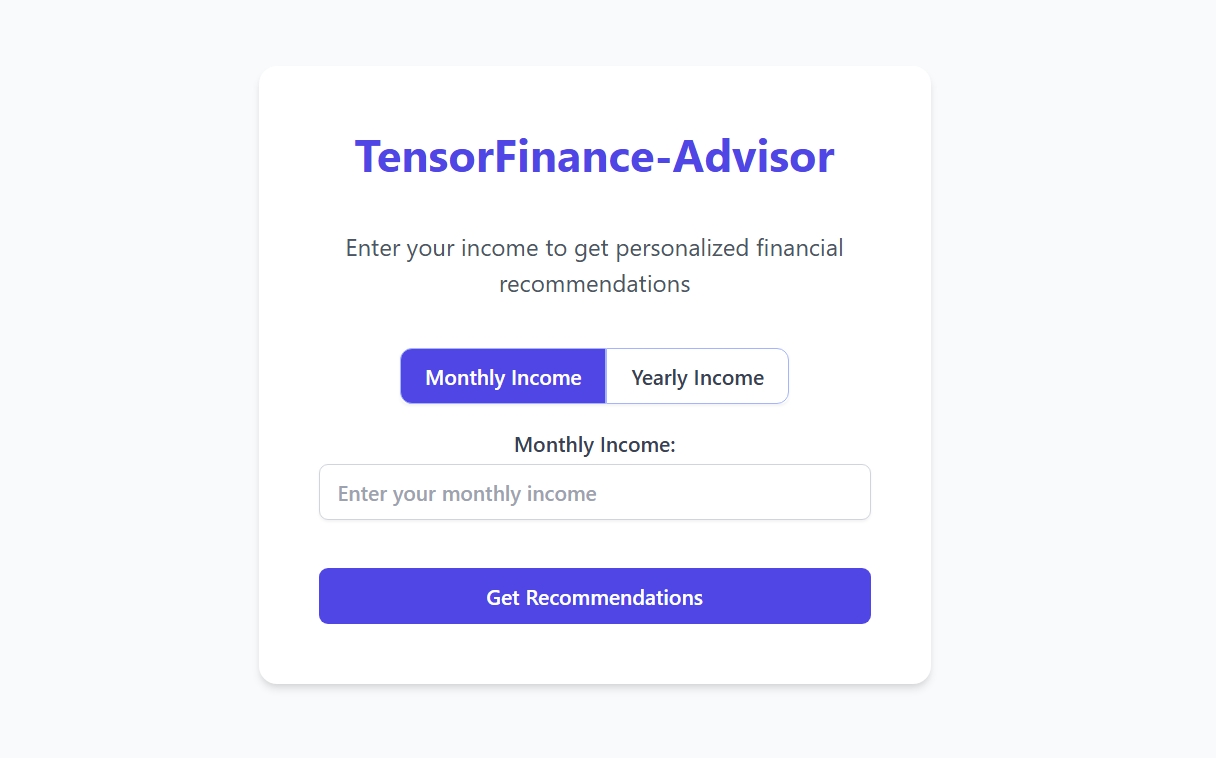 TensorFinance-Advisor
Enter your income to get personalized financial
recommendations
Monthly Income
Yearly Income
Monthly Income:
Enter your monthly income
Get Recommendations